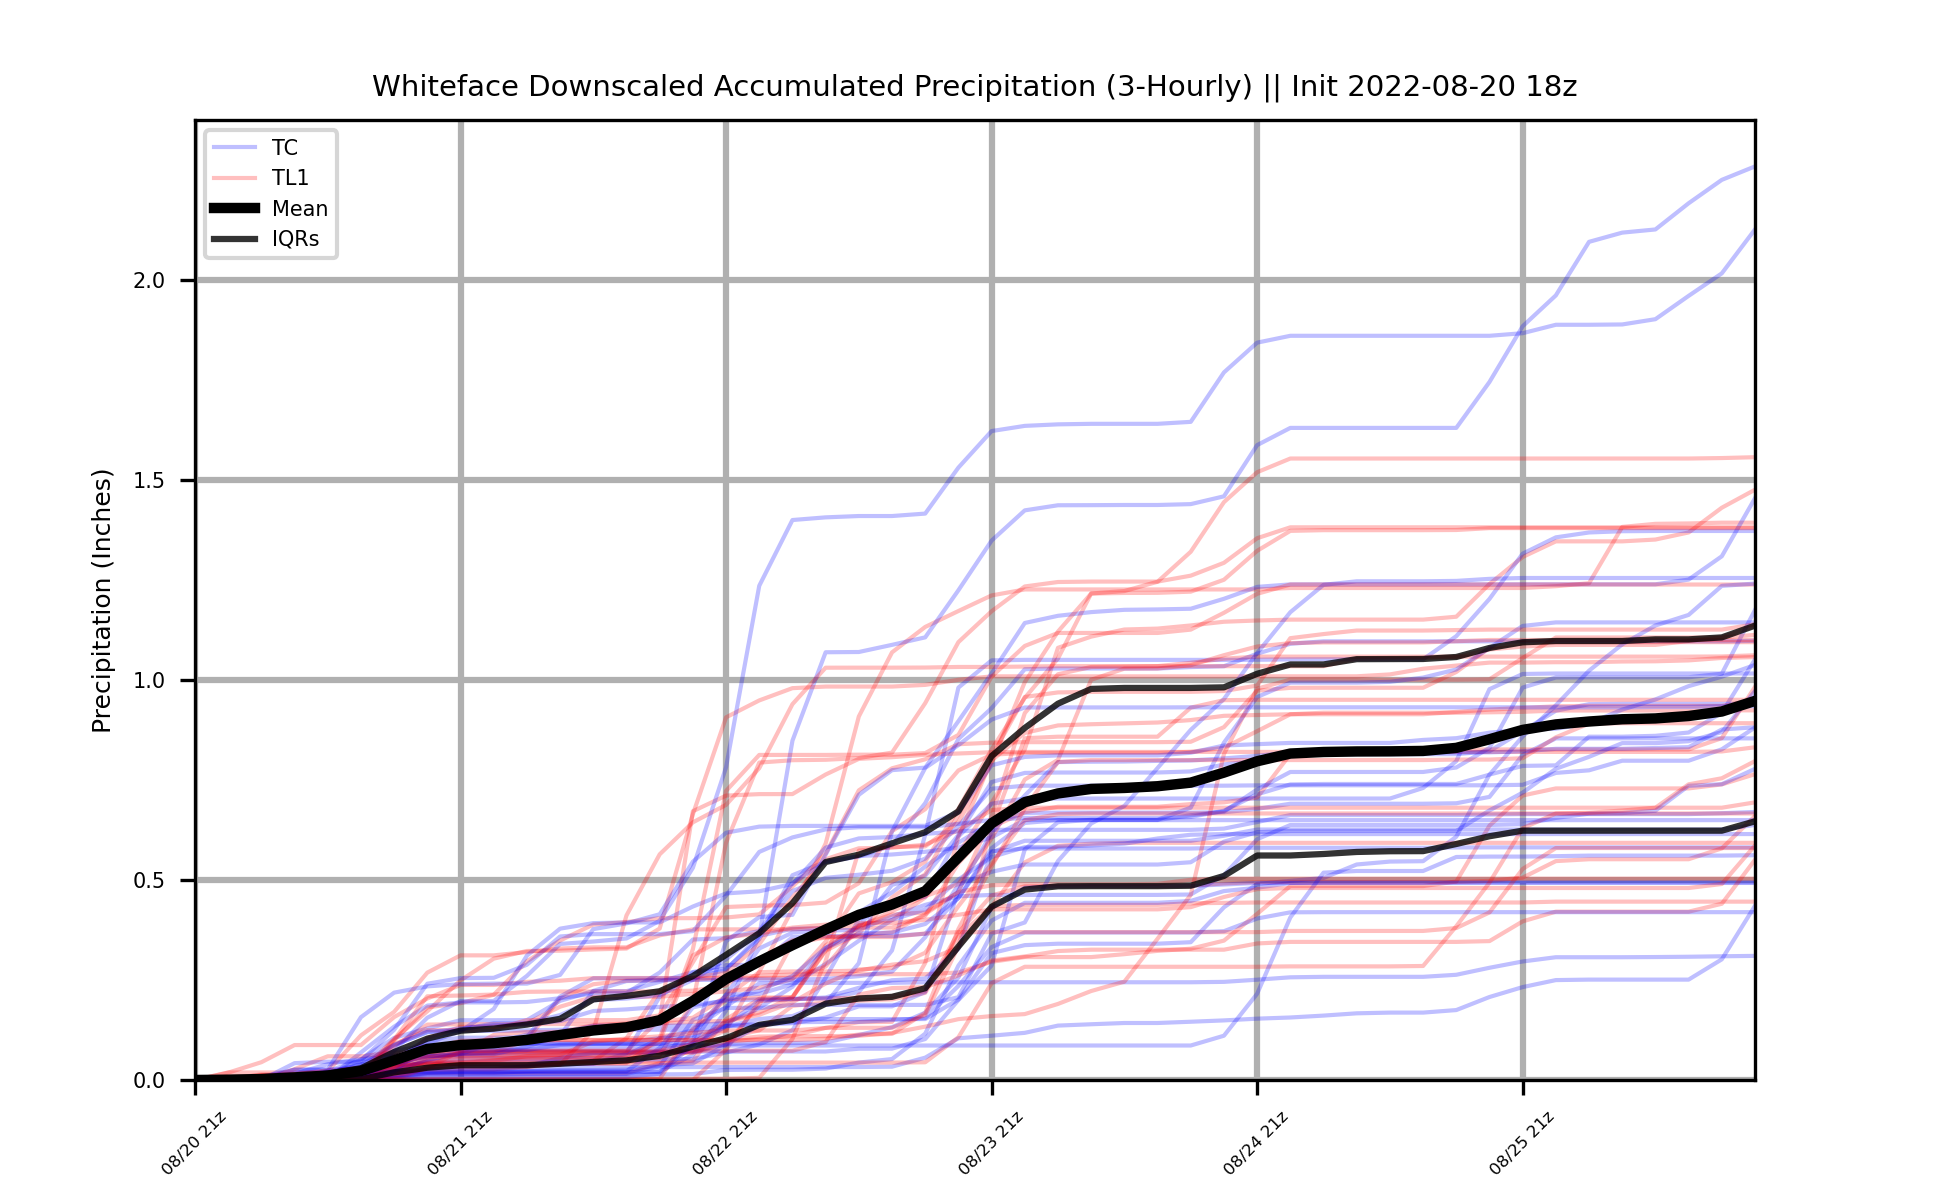 Whiteface Downscaled Accumulated Precipitation (3-Hourly) || Init 2022-08-20 18z
TC
TL1
Mean
IQRs
Precipitation (Inches)
2.0
1.5
1.0
0.5
0.0
08/20 21z
08/21 21z
08/22 21z
08/23 21z
08/24 21z
08/25 21z